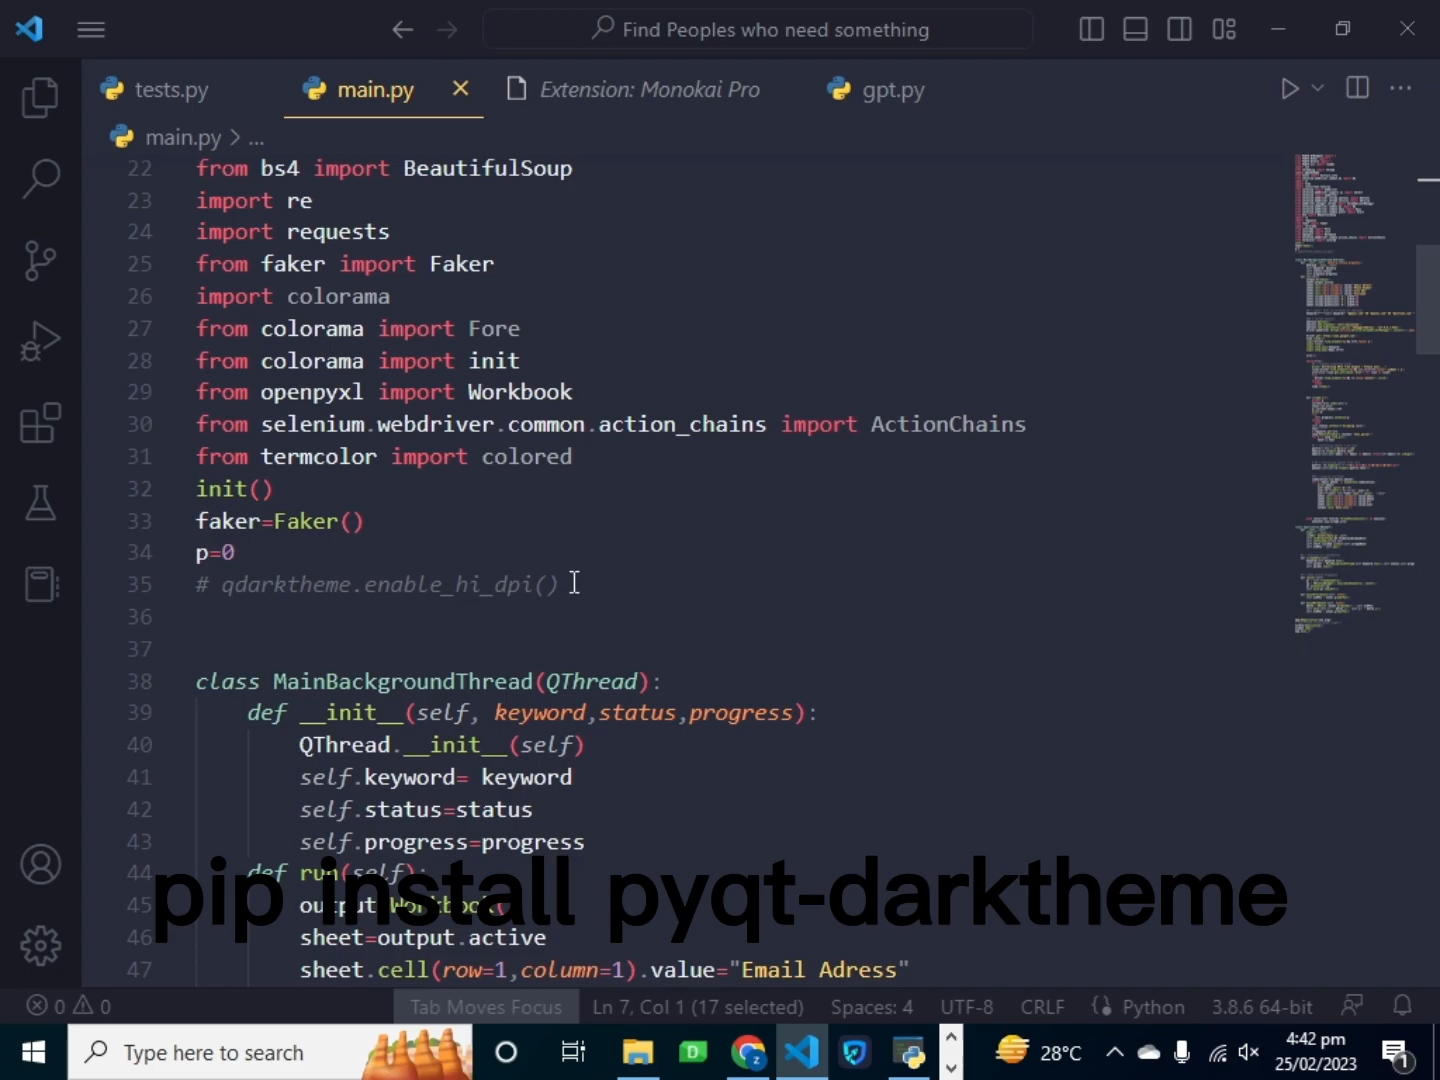 Find Peoples who need something
tests.py
main.py
Extension: Monokai Pro
gpt.py
main.py > ...
22 from bs4 import BeautifulSoup
23 import re
24 import requests
25 from faker import Faker
26 import colorama
27 from colorama import Fore
28 from colorama import init
29 from openpyxl import Workbook
30 from selenium.webdriver.common.action_chains import ActionChains
31 from termcolor import colored
32 init()
33 faker=Faker()
34 p=0
35 # qdarktheme.enable_hi_dpi()
36
37
38 class MainBackgroundThread(QThread):
39 def __init__(self, keyword,status,progress):
40 QThread.__init__(self)
41 self.keyword= keyword
42 self.status=status
43 self.progress=progress
44 def run(self):
45 output Workbook(
pip install pyqt-darktheme
46 sheet=output.active
47 sheet.cell(row=1,column=1).value="Email Adress"
0 0
Tab Moves Focus
Ln 7, Col 1 (17 selected)
Spaces: 4
UTF-8
CRLF
Python
3.8.6 64-bit
Type here to search
28°C
4:42 pm
25/02/2023
1